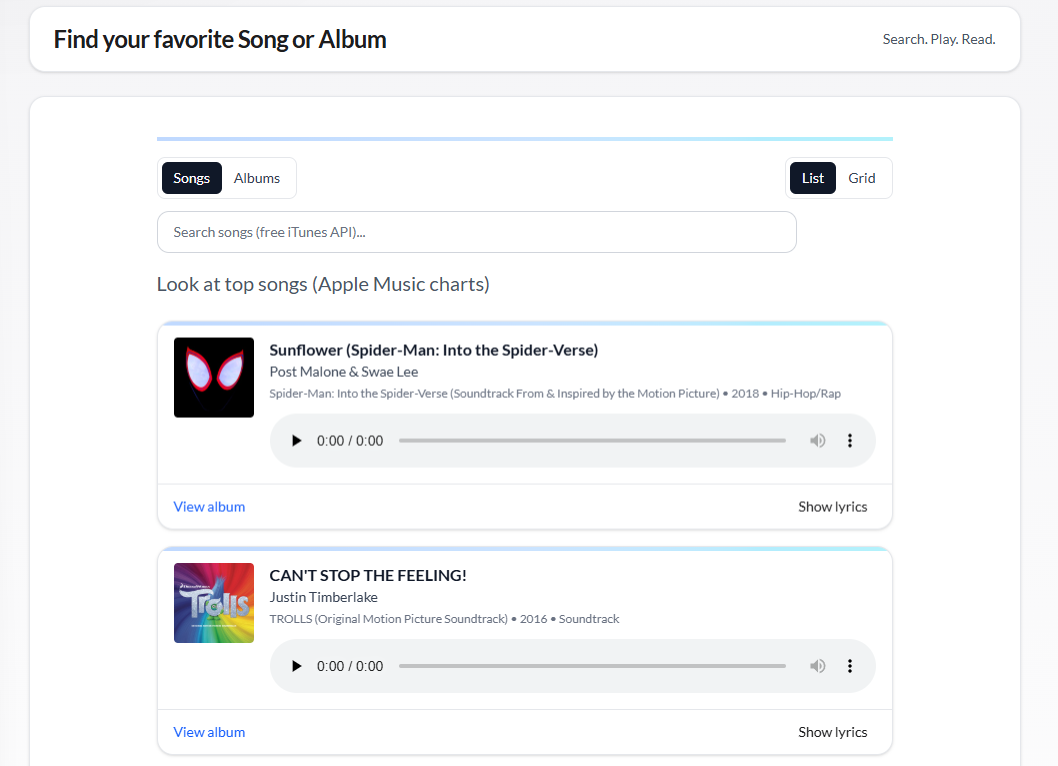 Find your favorite Song or Album
Search. Play. Read.
Songs Albums
List Grid
Search songs (free iTunes API)...
Look at top songs (Apple Music charts)
Sunflower (Spider-Man: Into the Spider-Verse)
Post Malone & Swae Lee
Spider-Man: Into the Spider-Verse (Soundtrack From & Inspired by the Motion Picture) • 2018 • Hip-Hop/Rap
0:00 / 0:00
View album
Show lyrics
Trolls
CAN'T STOP THE FEELING!
Justin Timberlake
TROLLS (Original Motion Picture Soundtrack) • 2016 • Soundtrack
0:00 / 0:00
View album
Show lyrics